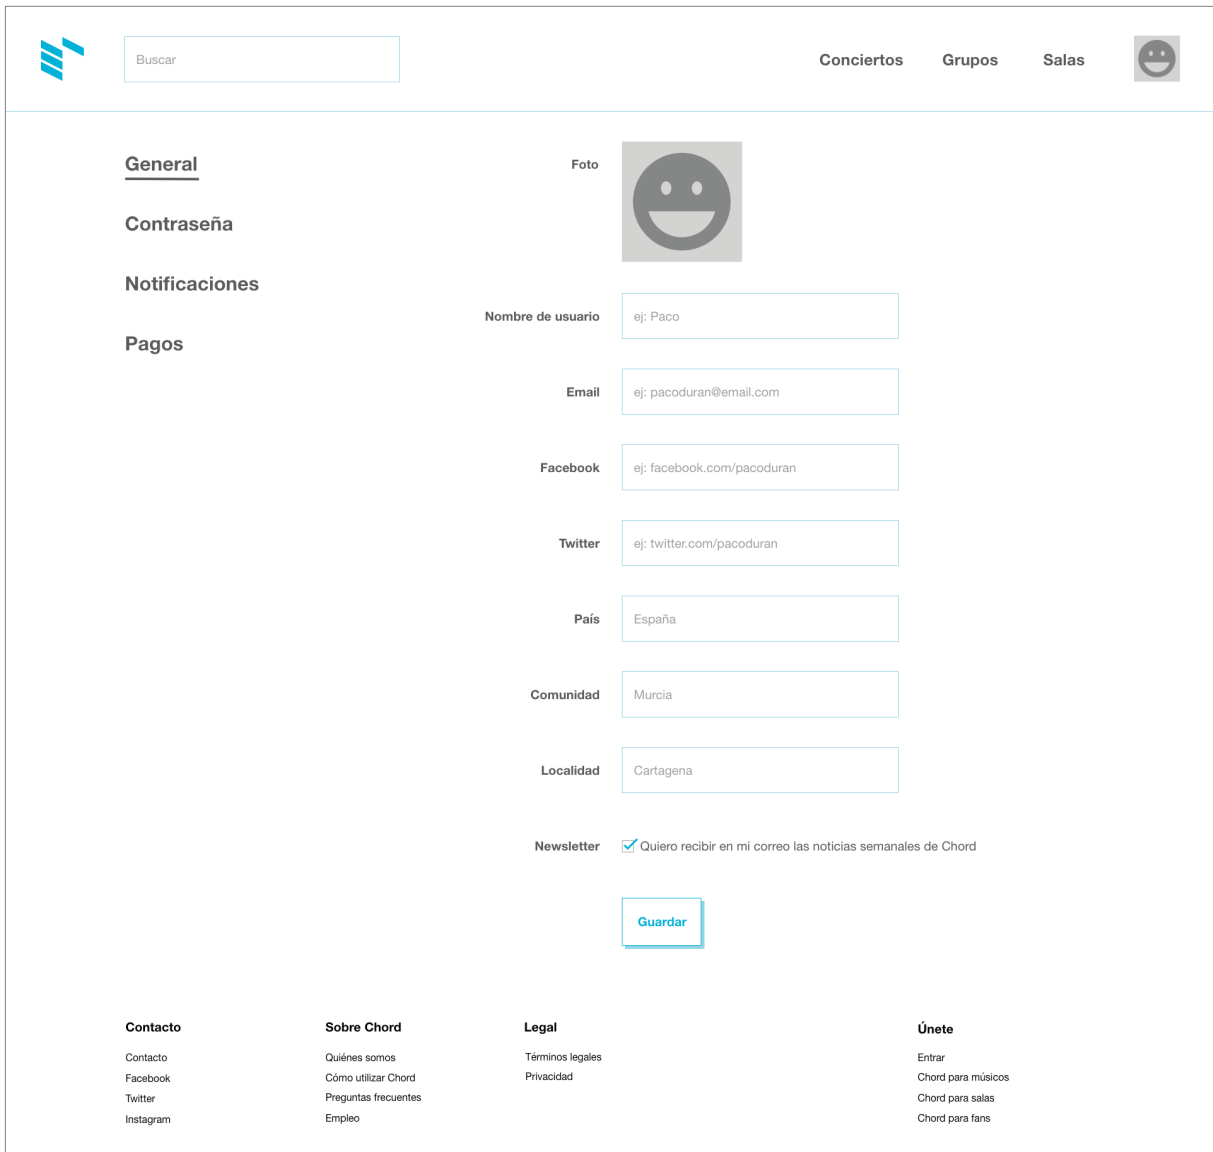 Buscar
Conciertos
Grupos
Salas
General
Contraseña
Notificaciones
Pagos
Foto
Nombre de usuario
ej: Paco
Email
ej: pacoduran@email.com
Facebook
ej: facebook.com/pacoduran
Twitter
ej: twitter.com/pacoduran
País
España
Comunidad
Murcia
Localidad
Cartagena
Newsletter
Quiero recibir en mi correo las noticias semanales de Chord
Guardar
Contacto
Contacto
Facebook
Twitter
Instagram
Sobre Chord
Quiénes somos
Cómo utilizar Chord
Preguntas frecuentes
Empleo
Legal
Términos legales
Privacidad
Únete
Entrar
Chord para músicos
Chord para salas
Chord para fans